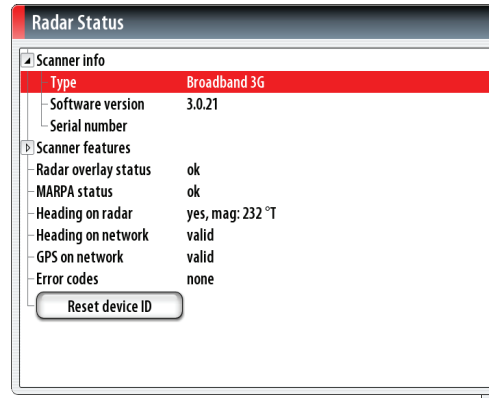 Radar Status
Scanner info
Type Broadband 3G
Software version 3.0.21
Serial number
Scanner features
Radar overlay status ok
MARPA status ok
Heading on radar yes, mag: 232 °T
Heading on network valid
GPS on network valid
Error codes none
Reset device ID